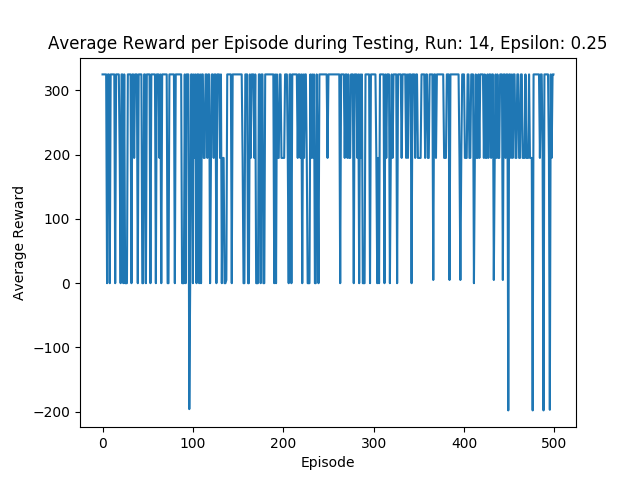 Average Reward per Episode during Testing, Run: 14, Epsilon: 0.25
300
200
100
0
−100
−200
Average Reward
0 100 200 300 400 500
Episode